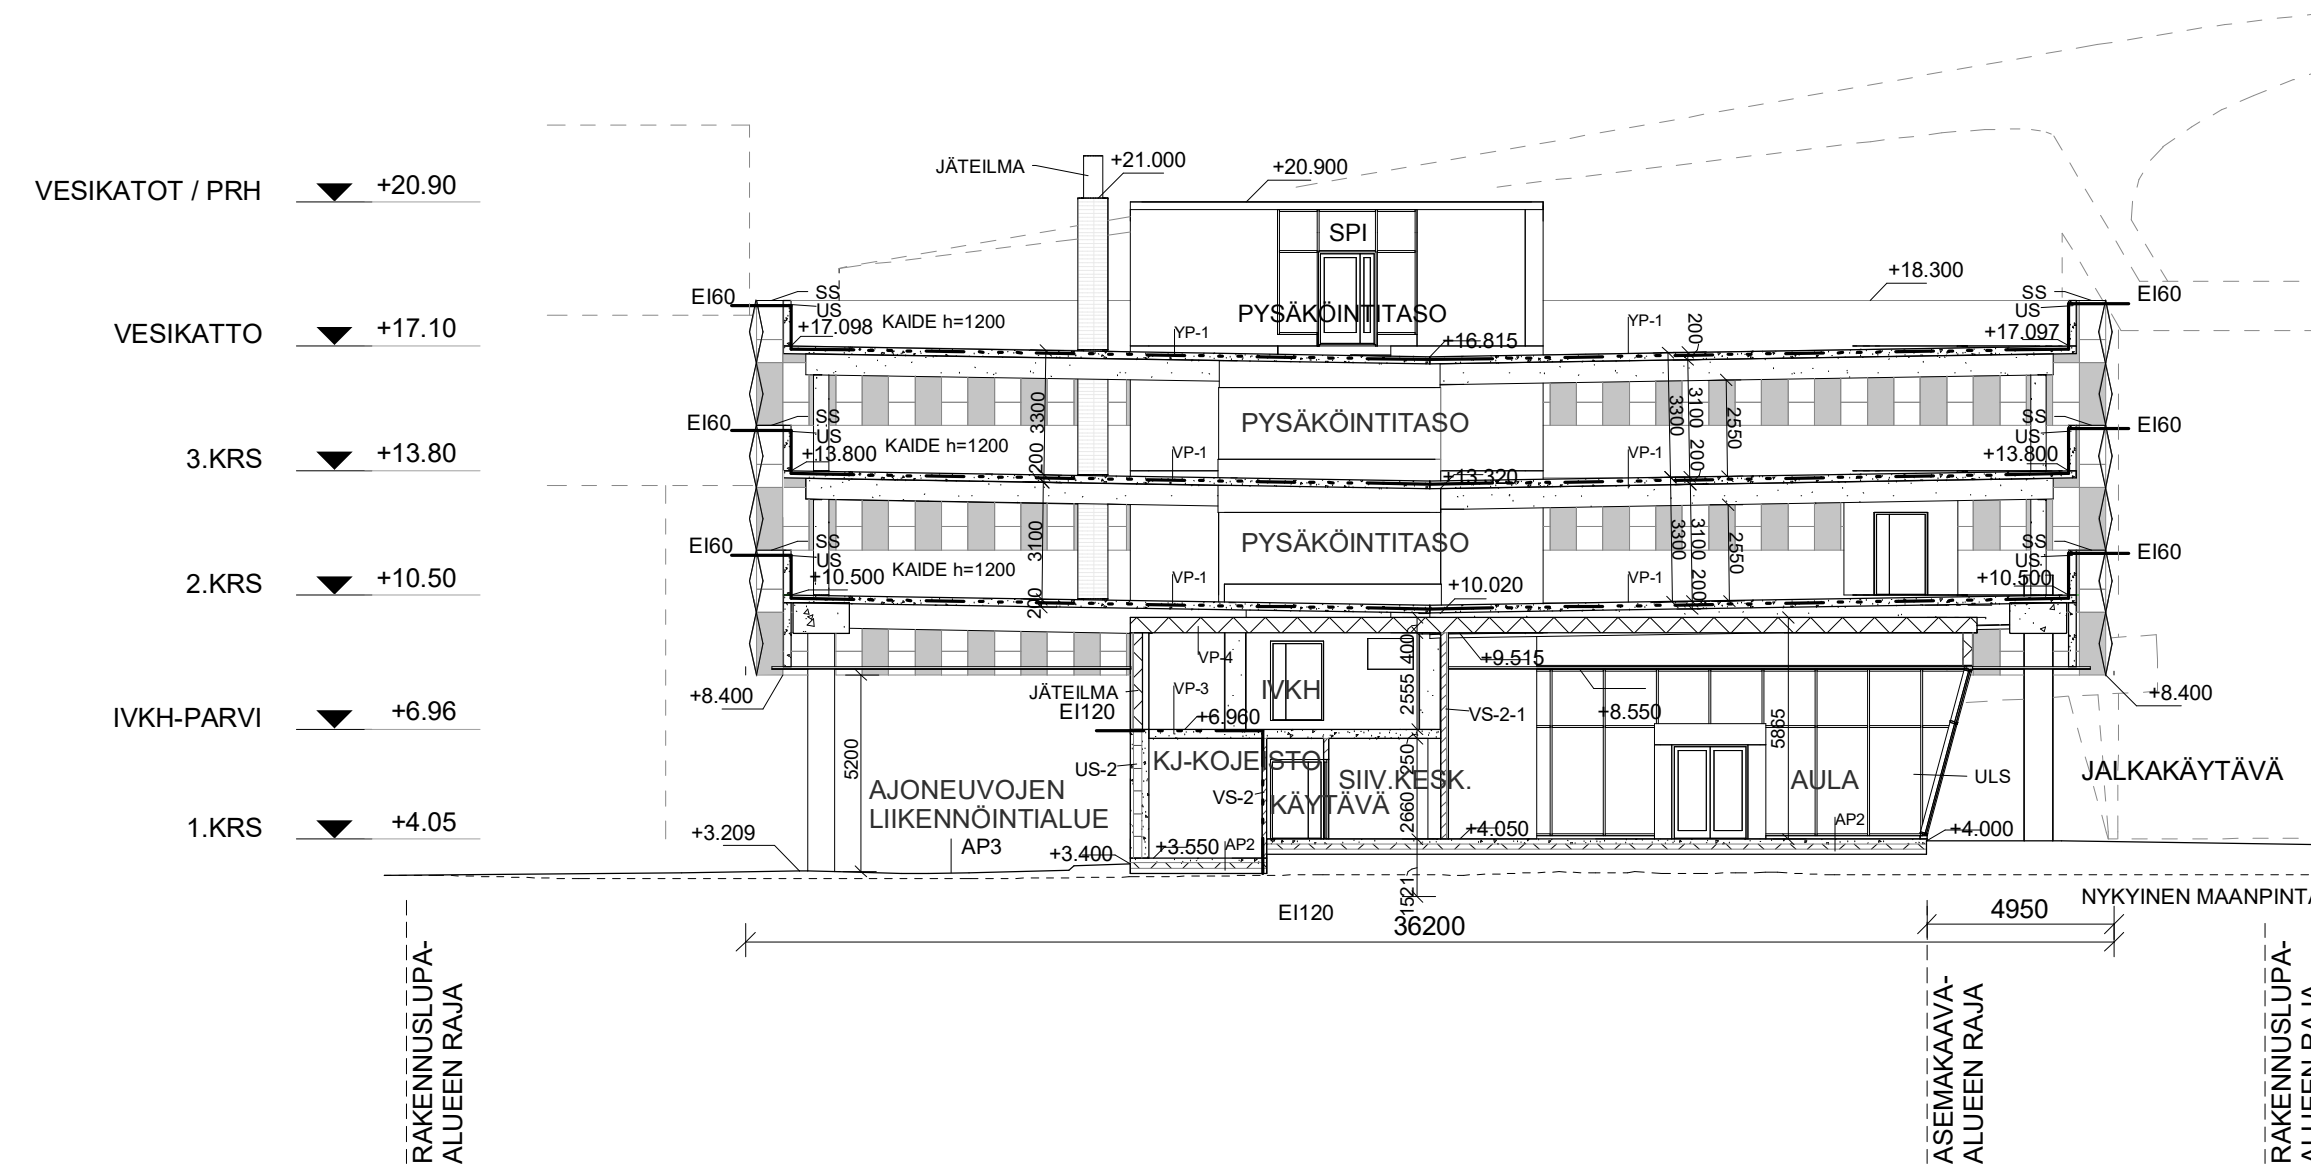 JÄTEILMA
+21.000
+20.900
VESIKATOT / PRH
+20.90
SPI
+18.300
EI60
SS
US
+17.098
KAIDE h=1200
PYSÄKÖINTITASO
YP-1
YP-1
200
+16.815
SS
US
+17.097
EI60
VESIKATTO
+17.10
3300
PYSÄKÖINTITASO
3300
3100
2550
EI60
SS
US
+13.800
KAIDE h=1200
200
VP-1
VP-1
200
+13.320
SS
US
+13.800
EI60
3.KRS
+13.80
3100
PYSÄKÖINTITASO
3300
3100
2550
EI60
SS
US
+10.500
KAIDE h=1200
200
VP-1
VP-1
200
+10.020
SS
US
+10.500
EI60
2.KRS
+10.50
VP-4
400
+9.515
+8.400
JÄTEILMA
EI120
VP-3
IVKH
2555
VS-2-1
+8.550
5865
+8.400
IVKH-PARVI
+6.96
+6.960
5200
US-2
KJ-KOJEISTO
250
SIIV.KESK.
AULA
ULS
JALKAKÄYTÄVÄ
AJONEUVOJEN
LIIKENNÖINTIALUE
VS-2
KÄYTÄVÄ
2660
1.KRS
+4.05
+3.209
AP3
+3.400
+3.550
AP2
+4.050
AP2
+4.000
1521
EI120
36200
4950
NYKYINEN MAANPINTA
RAKENNUSLUPA-
ALUEEN RAJA
ASEMAKAAVA-
ALUEEN RAJA
RAKENNUSLUPA-
ALUEEN RAJA